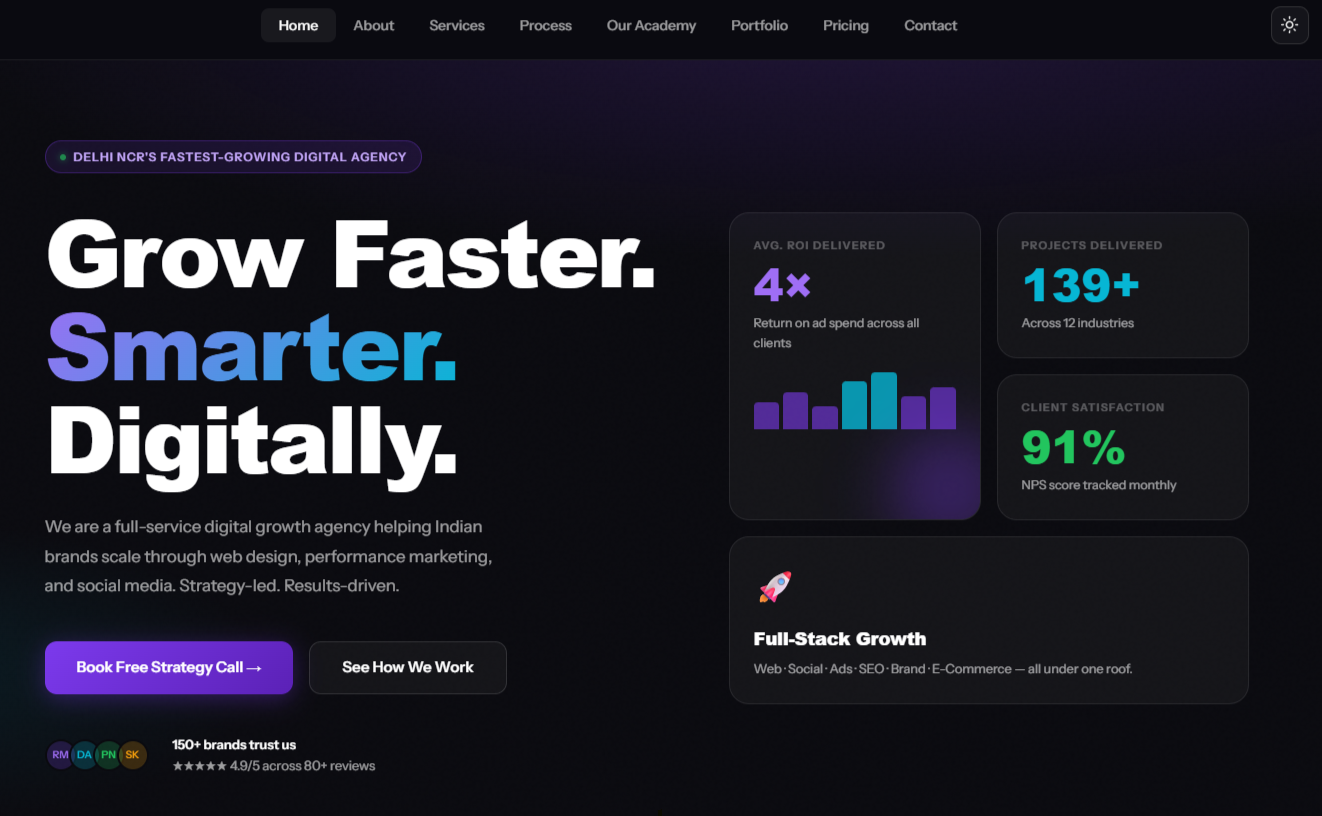 Home About Services Process Our Academy Portfolio Pricing Contact
DELHI NCR'S FASTEST-GROWING DIGITAL AGENCY
Grow Faster.
Smarter.
Digitally.
We are a full-service digital growth agency helping Indian
brands scale through web design, performance marketing,
and social media. Strategy-led. Results-driven.
Book Free Strategy Call →
See How We Work
RM DA PN SK
150+ brands trust us
★★★★★ 4.9/5 across 80+ reviews
AVG. ROI DELIVERED
4×
Return on ad spend across all
clients
PROJECTS DELIVERED
139+
Across 12 industries
CLIENT SATISFACTION
91%
NPS score tracked monthly
Full-Stack Growth
Web · Social · Ads · SEO · Brand · E-Commerce — all under one roof.